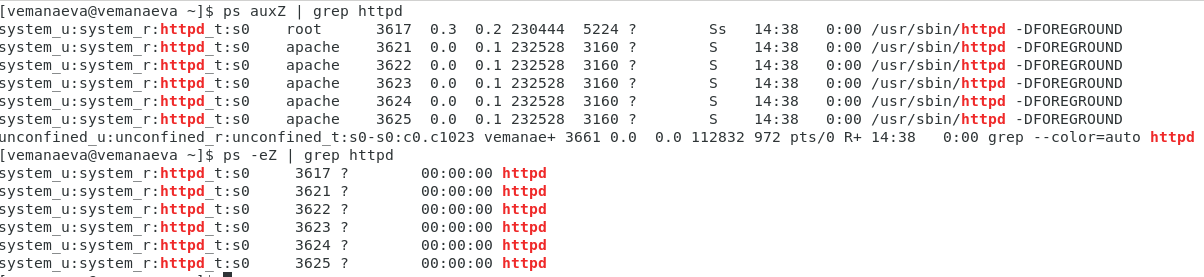 [vemanaeva@vemanaeva ~]$ ps auxZ | grep httpd
system_u:system_r:httpd_t:s0    root      3617  0.3  0.2 230444  5224 ?        Ss   14:38   0:00 /usr/sbin/httpd -DFOREGROUND
system_u:system_r:httpd_t:s0    apache    3621  0.0  0.1 232528  3160 ?        S    14:38   0:00 /usr/sbin/httpd -DFOREGROUND
system_u:system_r:httpd_t:s0    apache    3622  0.0  0.1 232528  3160 ?        S    14:38   0:00 /usr/sbin/httpd -DFOREGROUND
system_u:system_r:httpd_t:s0    apache    3623  0.0  0.1 232528  3160 ?        S    14:38   0:00 /usr/sbin/httpd -DFOREGROUND
system_u:system_r:httpd_t:s0    apache    3624  0.0  0.1 232528  3160 ?        S    14:38   0:00 /usr/sbin/httpd -DFOREGROUND
system_u:system_r:httpd_t:s0    apache    3625  0.0  0.1 232528  3160 ?        S    14:38   0:00 /usr/sbin/httpd -DFOREGROUND
unconfined_u:unconfined_r:unconfined_t:s0-s0:c0.c1023 vemanae+ 3661 0.0  0.0 112832 972 pts/0 R+ 14:38   0:00 grep --color=auto httpd
[vemanaeva@vemanaeva ~]$ ps -eZ | grep httpd
system_u:system_r:httpd_t:s0     3617 ?        00:00:00 httpd
system_u:system_r:httpd_t:s0     3621 ?        00:00:00 httpd
system_u:system_r:httpd_t:s0     3622 ?        00:00:00 httpd
system_u:system_r:httpd_t:s0     3623 ?        00:00:00 httpd
system_u:system_r:httpd_t:s0     3624 ?        00:00:00 httpd
system_u:system_r:httpd_t:s0     3625 ?        00:00:00 httpd